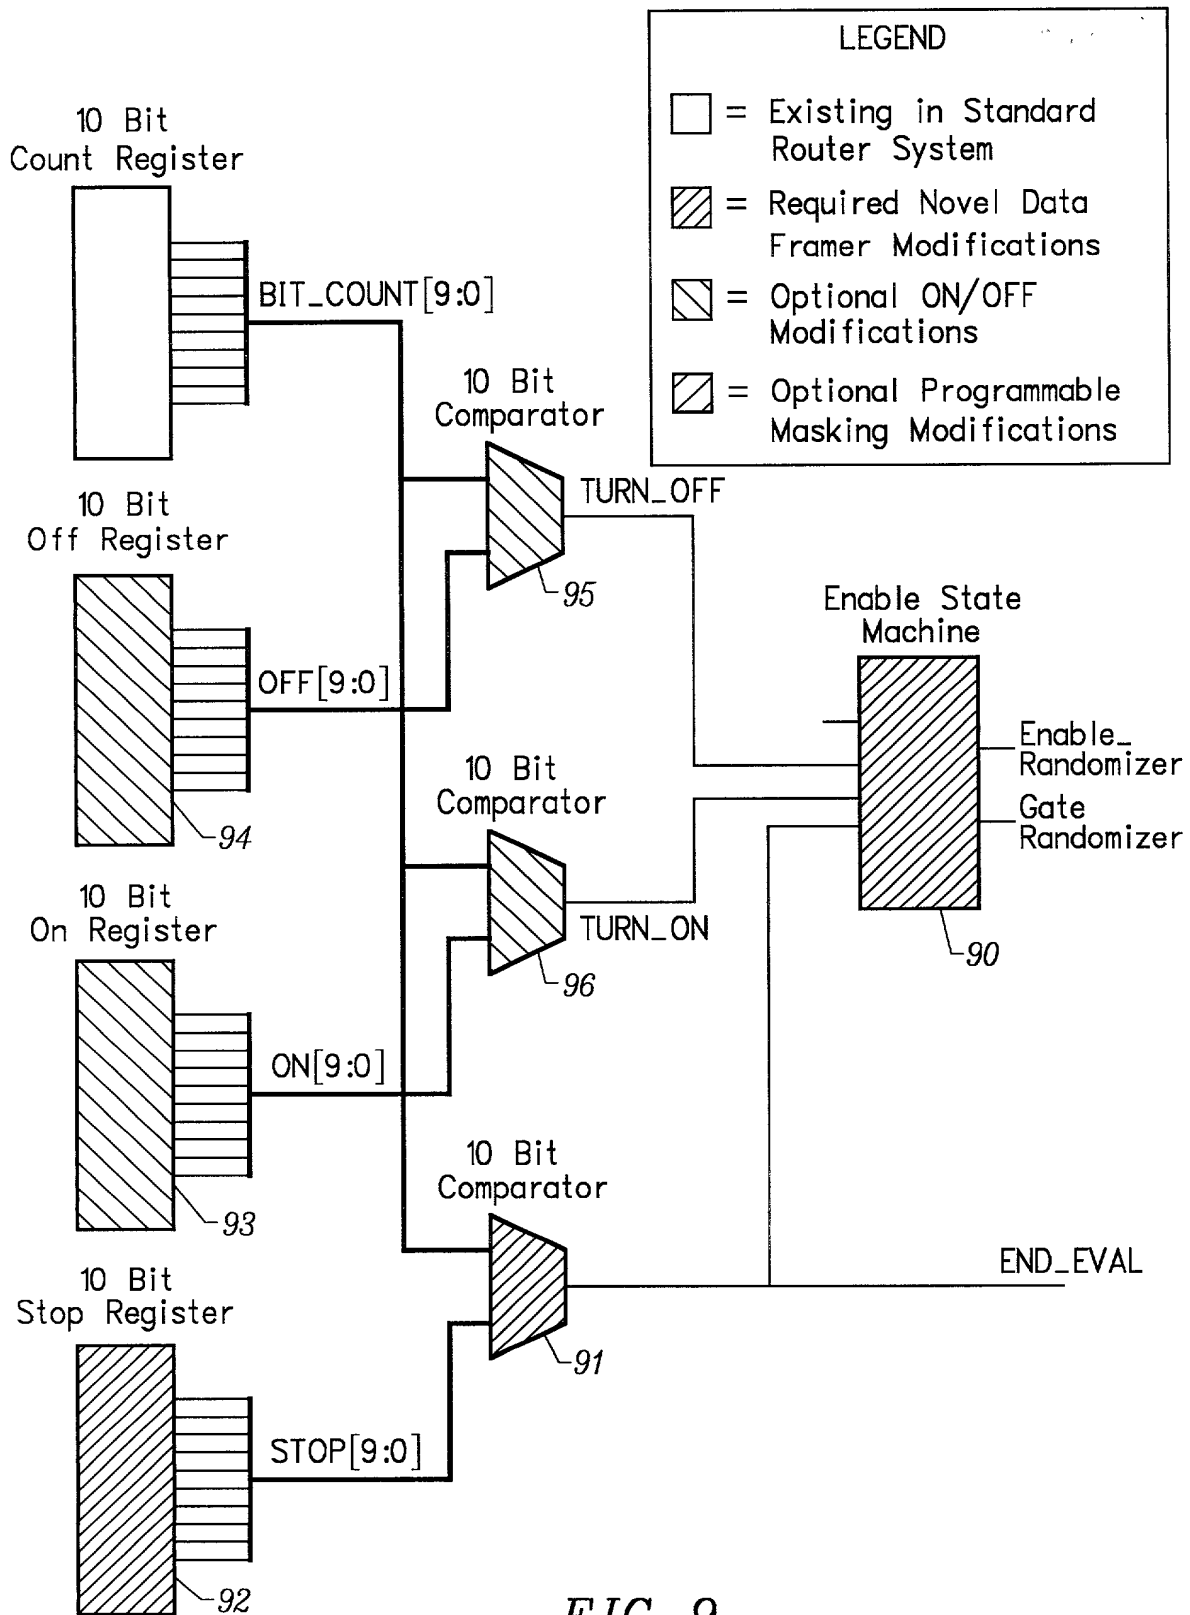 LEGEND
= Existing in Standard
Router System
= Required Novel Data
Framer Modifications
= Optional ON/OFF
Modifications
= Optional Programmable
Masking Modifications
10 Bit
Count Register
BIT_COUNT[9:0]
10 Bit
Comparator
TURN_OFF
95
10 Bit
Off Register
OFF[9:0]
94
Enable State
Machine
Enable_
Randomizer
Gate
Randomizer
90
10 Bit
Comparator
TURN_ON
96
10 Bit
On Register
ON[9:0]
93
10 Bit
Comparator
END_EVAL
91
10 Bit
Stop Register
STOP[9:0]
92
FIG. 9